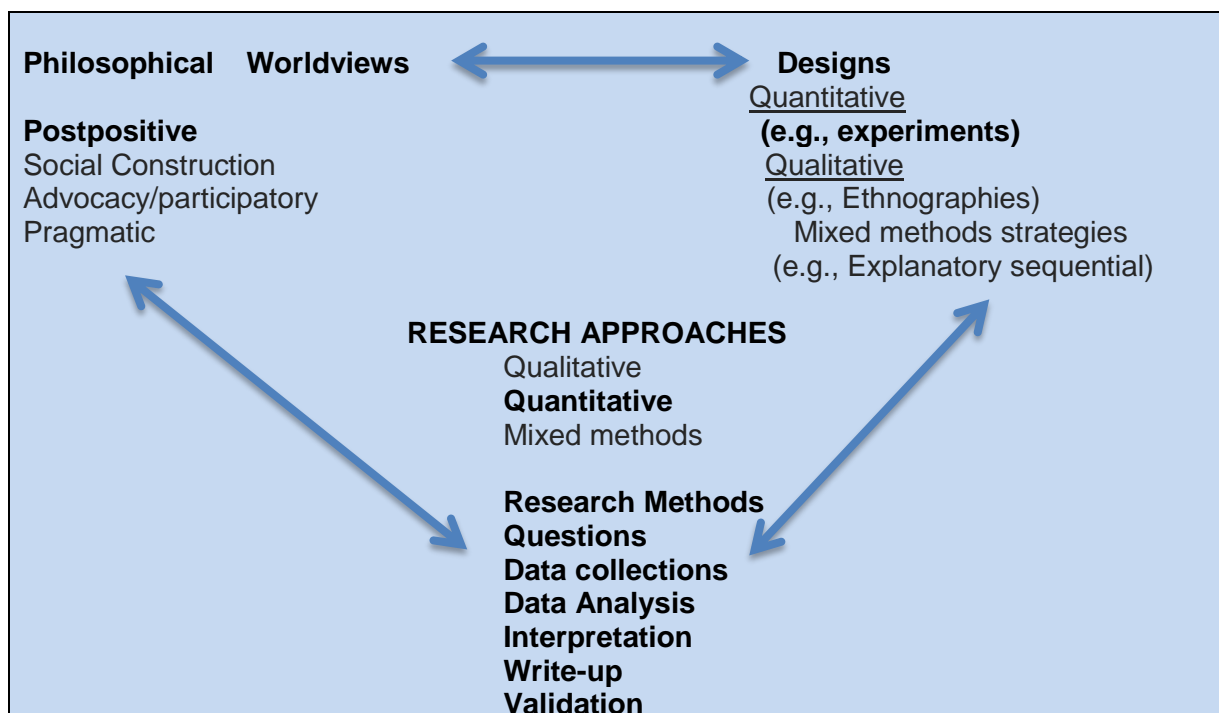 Philosophical Worldviews
Postpositive
Social Construction
Advocacy/participatory
Pragmatic
Designs
Quantitative
(e.g., experiments)
Qualitative
(e.g., Ethnographies)
Mixed methods strategies
(e.g., Explanatory sequential)
RESEARCH APPROACHES
Qualitative
Quantitative
Mixed methods
Research Methods
Questions
Data collections
Data Analysis
Interpretation
Write-up
Validation